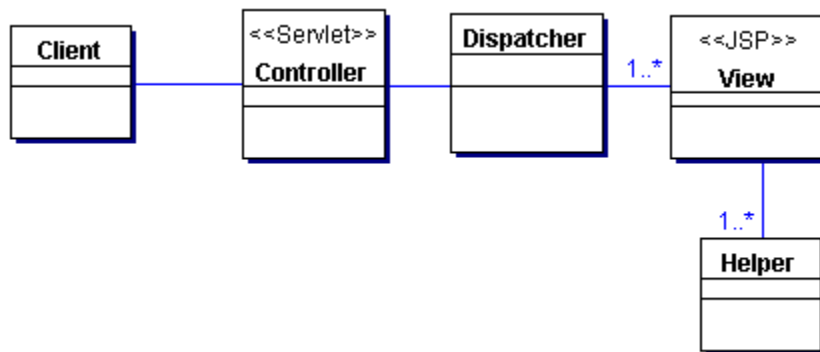 Client
<<Servlet>>
Controller
Dispatcher
1..*
<<JSP>>
View
1..*
Helper